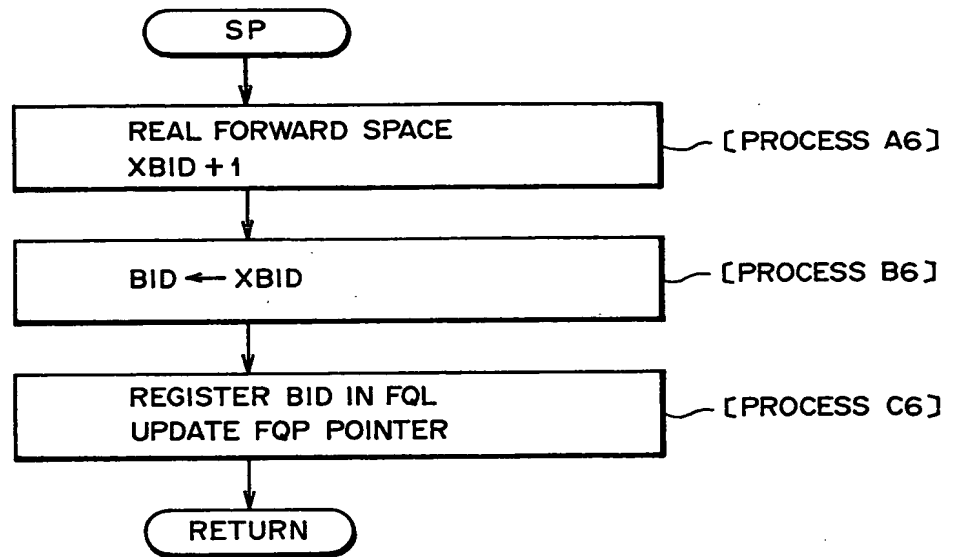 SP
REAL FORWARD SPACE
XBID + 1
[PROCESS A6]
BID ← XBID
[PROCESS B6]
REGISTER BID IN FQL
UPDATE FQP POINTER
[PROCESS C6]
RETURN